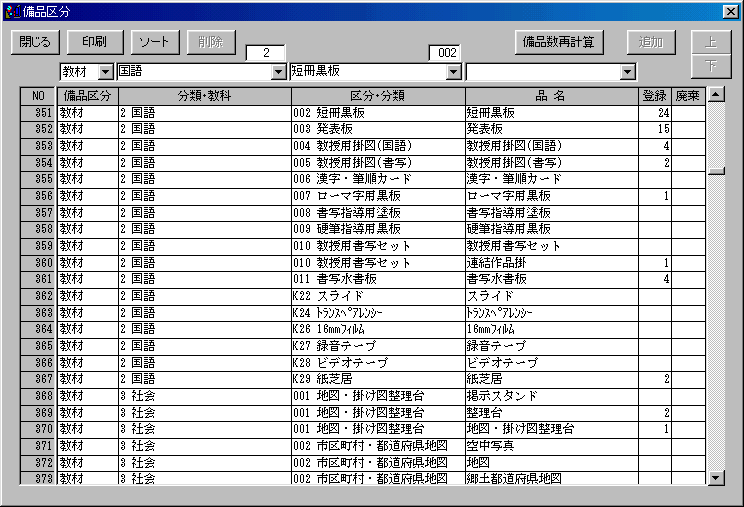 備品区分
閉じる 印刷 ソート 削除 2 002 備品数再計算 追加 上
下
教材 国語 短冊黒板
NO 備品区分 分類・教科 区分・分類 品 名 登録 廃棄
351 教材 2 国語 002 短冊黒板 短冊黒板 24
352 教材 2 国語 003 発表板 発表板 15
353 教材 2 国語 004 教授用掛図(国語) 教授用掛図(国語) 4
354 教材 2 国語 005 教授用掛図(書写) 教授用掛図(書写) 2
355 教材 2 国語 006 漢字・筆順カード 漢字・筆順カード
356 教材 2 国語 007 ローマ字用黒板 ローマ字用黒板 1
357 教材 2 国語 008 書写指導用塗板 書写指導用塗板
358 教材 2 国語 009 硬筆指導用黒板 硬筆指導用黒板
359 教材 2 国語 010 教授用書写セット 教授用書写セット
360 教材 2 国語 010 教授用書写セット 連結作品掛 1
361 教材 2 国語 011 書写水書板 書写水書板 4
362 教材 2 国語 K22 スライド スライド
363 教材 2 国語 K24 ﾄﾗﾝｽﾍﾟｱﾚﾝｼｰ ﾄﾗﾝｽﾍﾟｱﾚﾝｼｰ
364 教材 2 国語 K26 16mmﾌｨﾙﾑ 16mmﾌｨﾙﾑ
365 教材 2 国語 K27 録音テープ 録音テープ
366 教材 2 国語 K28 ビデオテープ ビデオテープ
367 教材 2 国語 K29 紙芝居 紙芝居 2
368 教材 3 社会 001 地図・掛け図整理台 掲示スタンド
369 教材 3 社会 001 地図・掛け図整理台 整理台 2
370 教材 3 社会 001 地図・掛け図整理台 地図・掛け図整理台 1
371 教材 3 社会 002 市区町村・都道府県地図 空中写真
372 教材 3 社会 002 市区町村・都道府県地図 地図
373 教材 3 社会 002 市区町村・都道府県地図 郷土都道府県地図